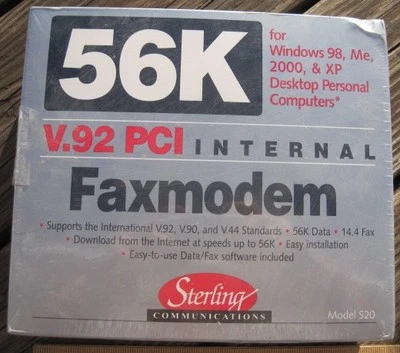 56K
for
Windows 98, Me,
2000, & XP
Desktop Personal
Computers*
V.92 PCI INTERNAL
Faxmodem
• Supports the International V.92, V.90, and V.44 Standards • 56K Data • 14.4 Fax
• Download from the Internet at speeds up to 56K • Easy installation
• Easy-to-use Data/Fax software included
Sterling
COMMUNICATIONS
Model S20